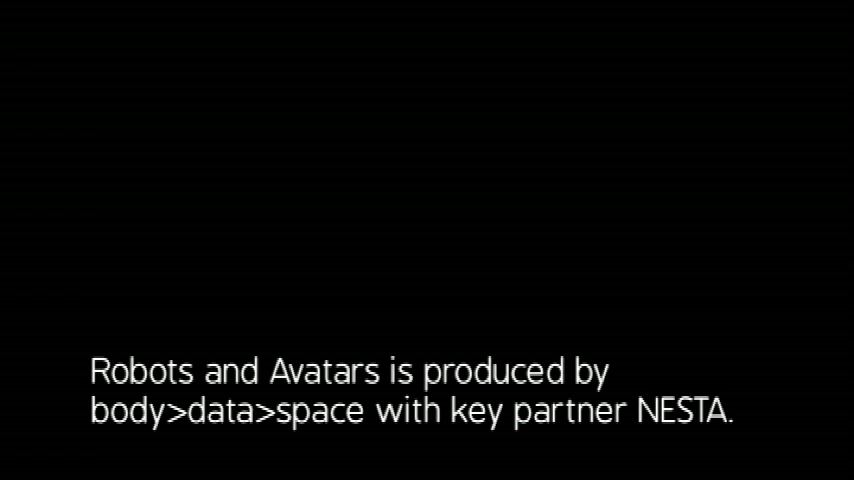 Robots and Avatars is produced by
body>data>space with key partner NESTA.